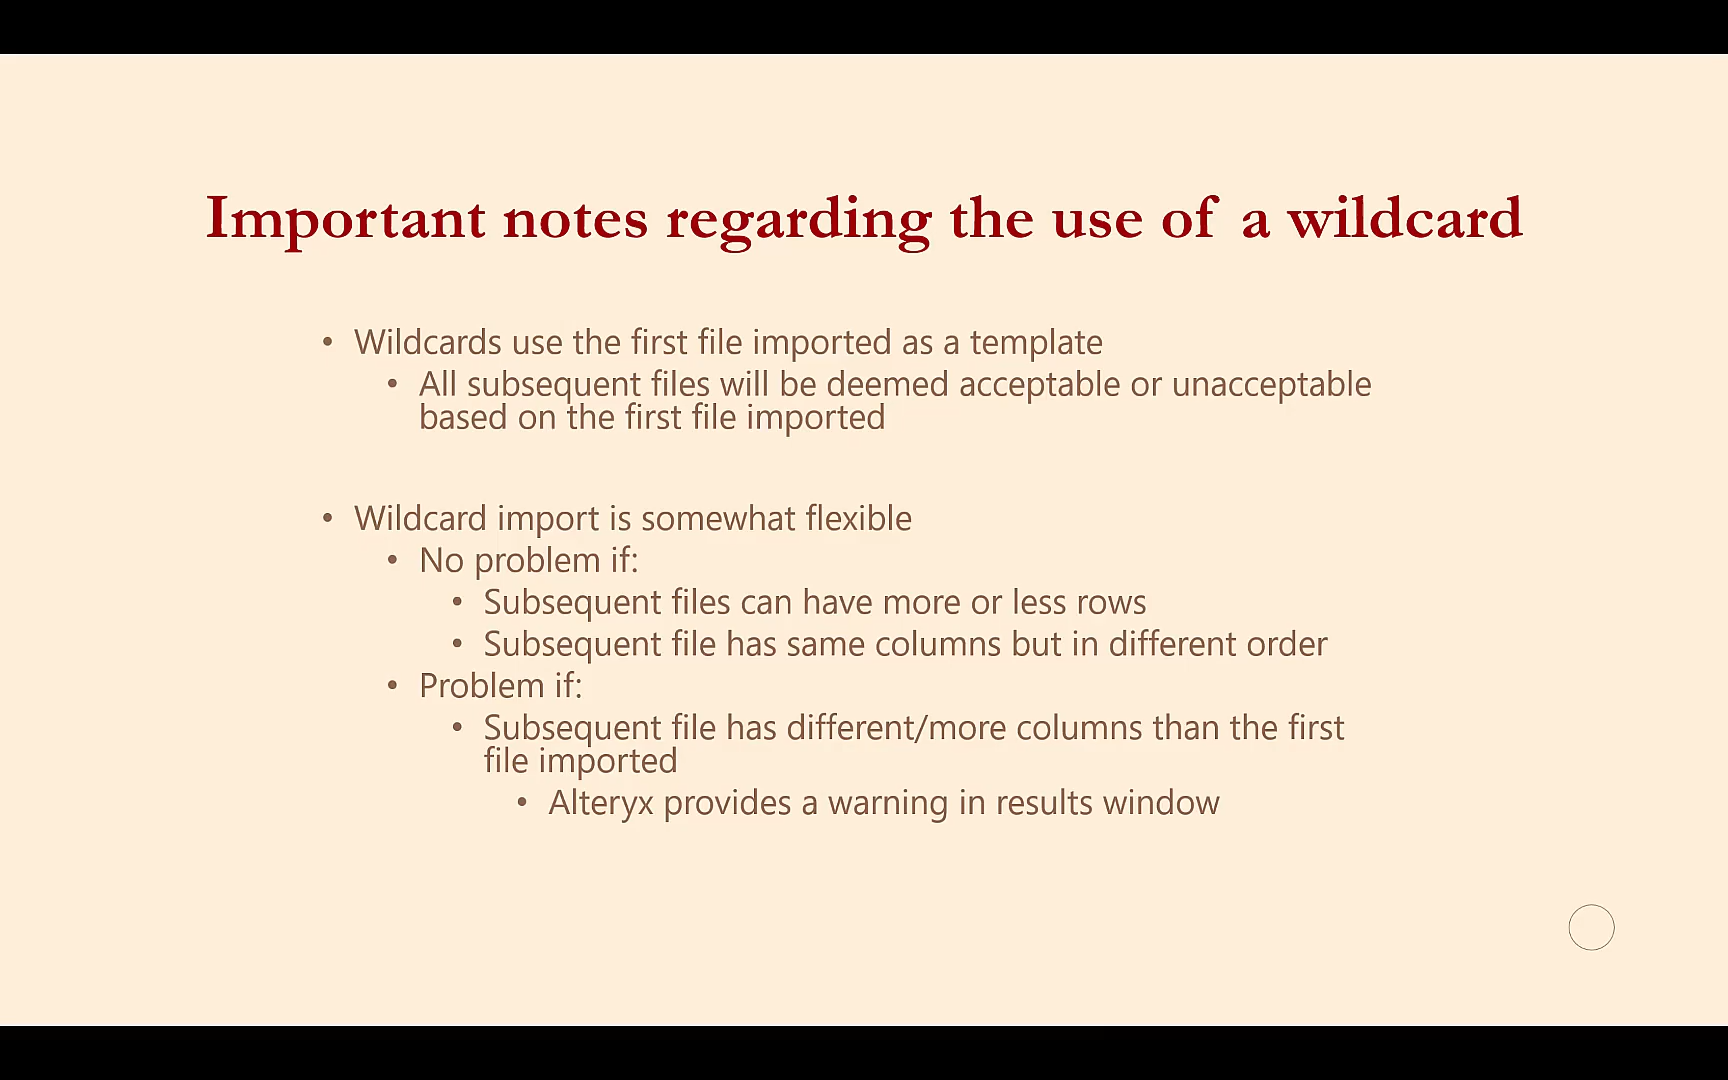 Important notes regarding the use of a wildcard
• Wildcards use the first file imported as a template
• All subsequent files will be deemed acceptable or unacceptable
based on the first file imported
• Wildcard import is somewhat flexible
• No problem if:
• Subsequent files can have more or less rows
• Subsequent file has same columns but in different order
• Problem if:
• Subsequent file has different/more columns than the first
file imported
• Alteryx provides a warning in results window